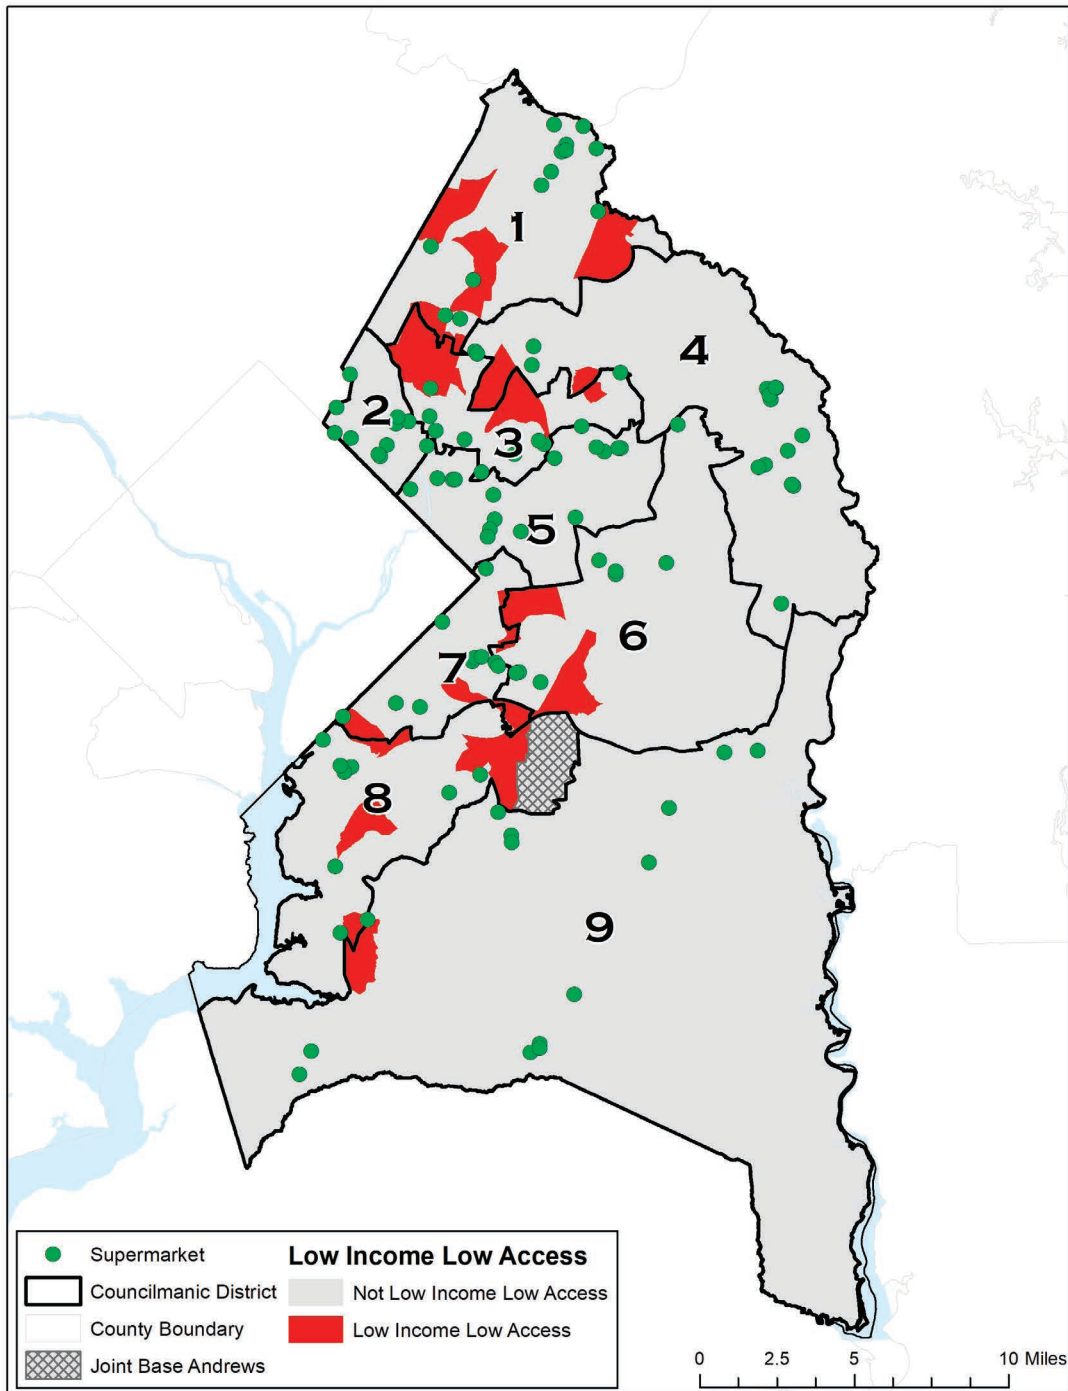 1
4
2
3
5
6
7
8
9
Supermarket
Councilmanic District
County Boundary
Joint Base Andrews
Low Income Low Access
Not Low Income Low Access
Low Income Low Access
0 2.5 5 10 Miles